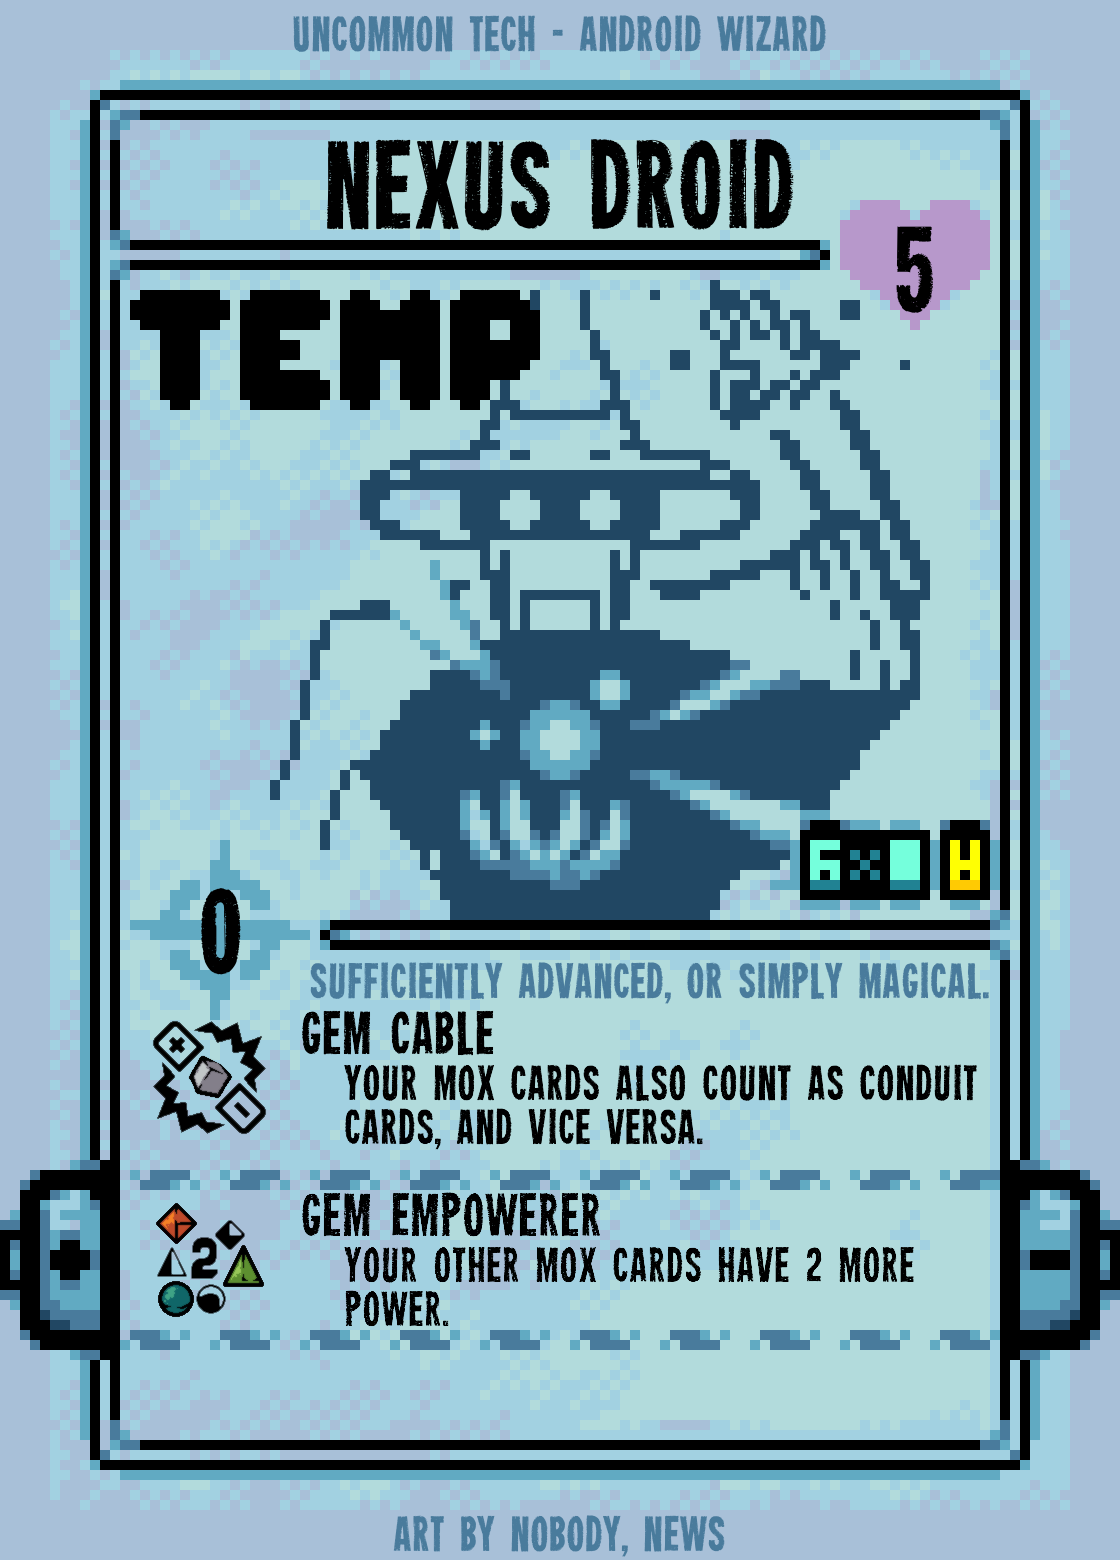 UNCOMMON TECH - ANDROID WIZARD
NEXUS DROID
5
TEMP
6x
0
SUFFICIENTLY ADVANCED, OR SIMPLY MAGICAL.
GEM CABLE
YOUR MOX CARDS ALSO COUNT AS CONDUIT
CARDS, AND VICE VERSA.
GEM EMPOWERER
2
YOUR OTHER MOX CARDS HAVE 2 MORE
POWER.
ART BY NOBODY, NEWS